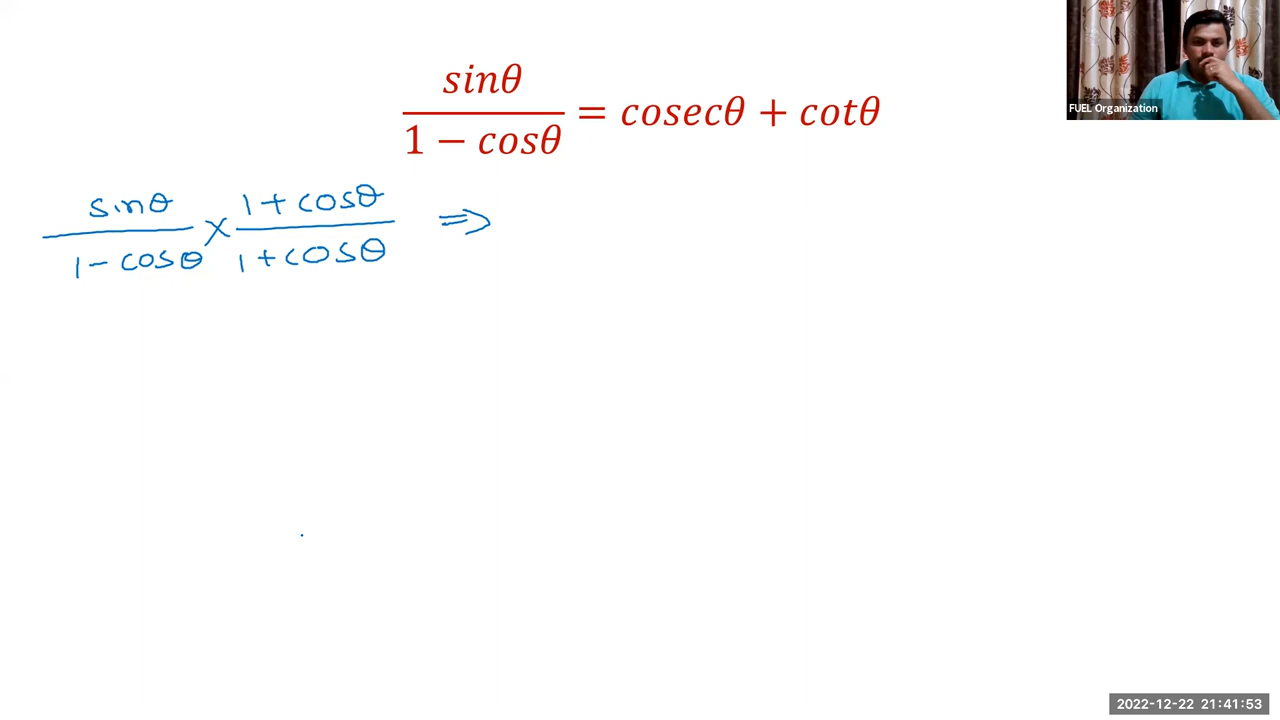 sinθ
1 − cosθ
= cosecθ + cotθ
sinθ
1 − cosθ
×
1 + cosθ
1 + cosθ
⇒
FUEL Organization
2022-12-22 21:41:53